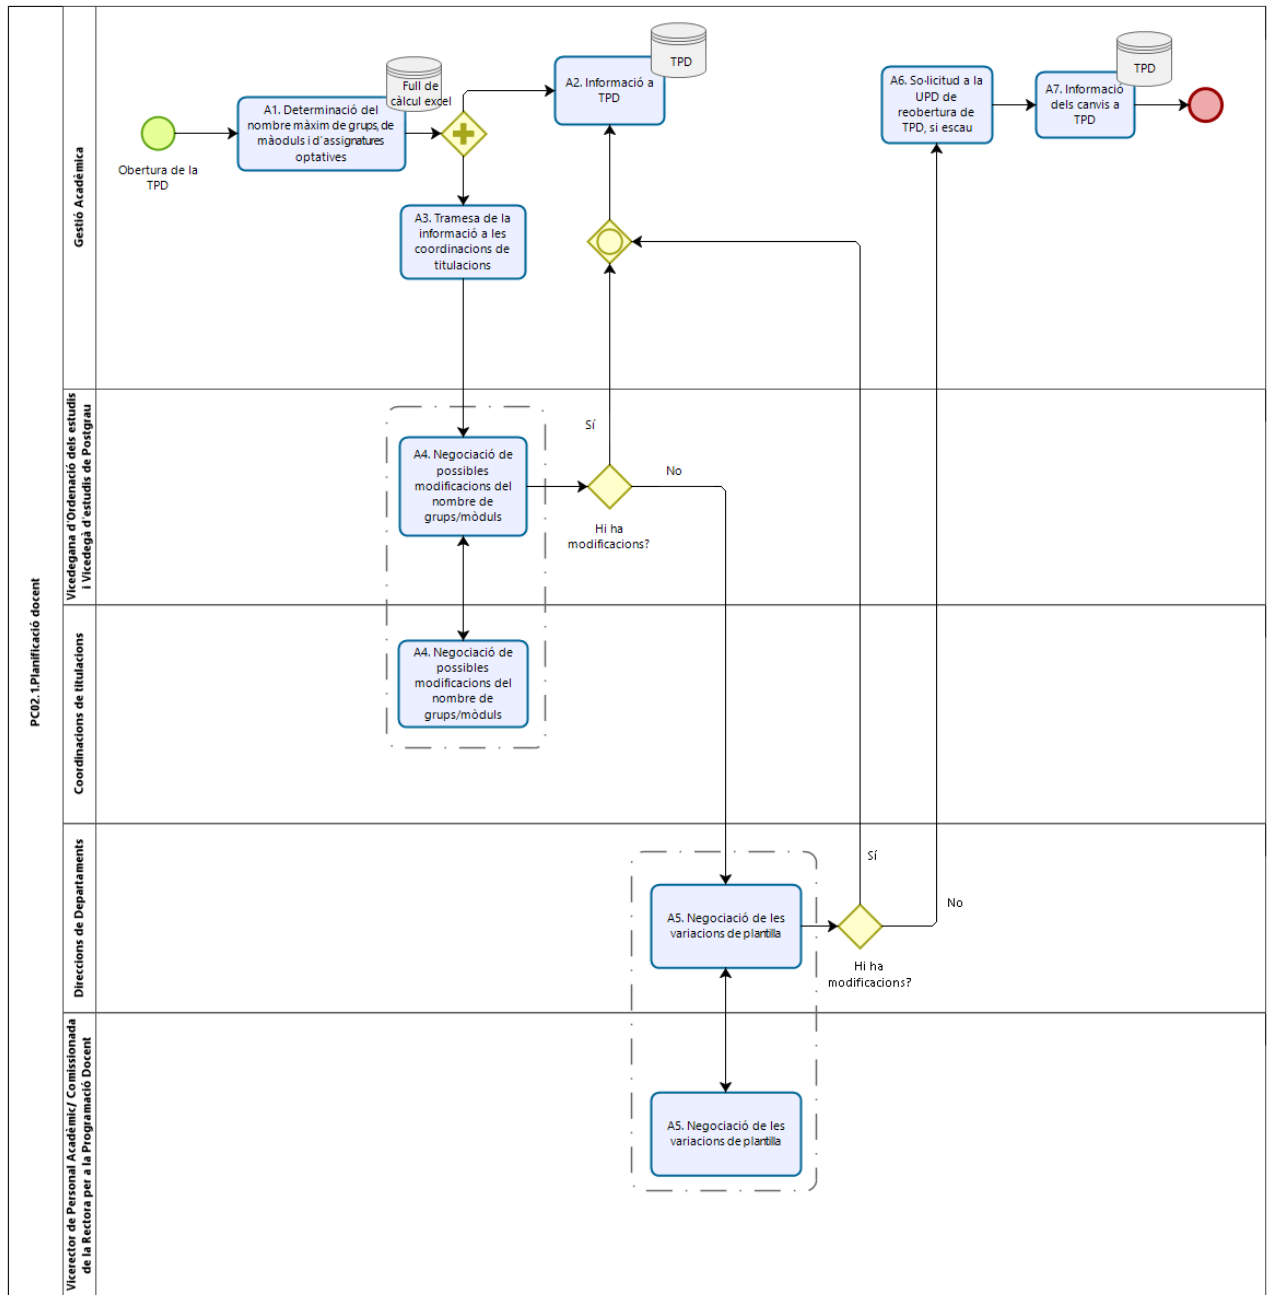 PC02.1.Planificació docent
Gestió Acadèmica
Obertura de la
TPD
A1. Determinació del
nombre màxim de grups, de
màoduls i d'assignatures
optatives
Full de
càlcul excel
A2. Informació a
TPD
TPD
A3. Tramesa de la
informació a les
coordinacions de
titulacions
A6. So·licitud a la
UPD de
reobertura de
TPD, si escau
A7. Informació
dels canvis a
TPD
TPD
Vicedegana d'Ordenació dels estudis
i Vicedegà d'estudis de Postgrau
A4. Negociació de
possibles
modificacions del
nombre de
grups/mòduls
Sí
No
Hi ha
modificacions?
Coordinacions de titulacions
A4. Negociació de
possibles
modificacions del
nombre de
grups/mòduls
Direccions de Departaments
A5. Negociació de les
variacions de plantilla
Sí
No
Hi ha
modificacions?
Vicerector de Personal Acadèmic/ Comissionada
de la Rectora per a la Programació Docent
A5. Negociació de les
variacions de plantilla